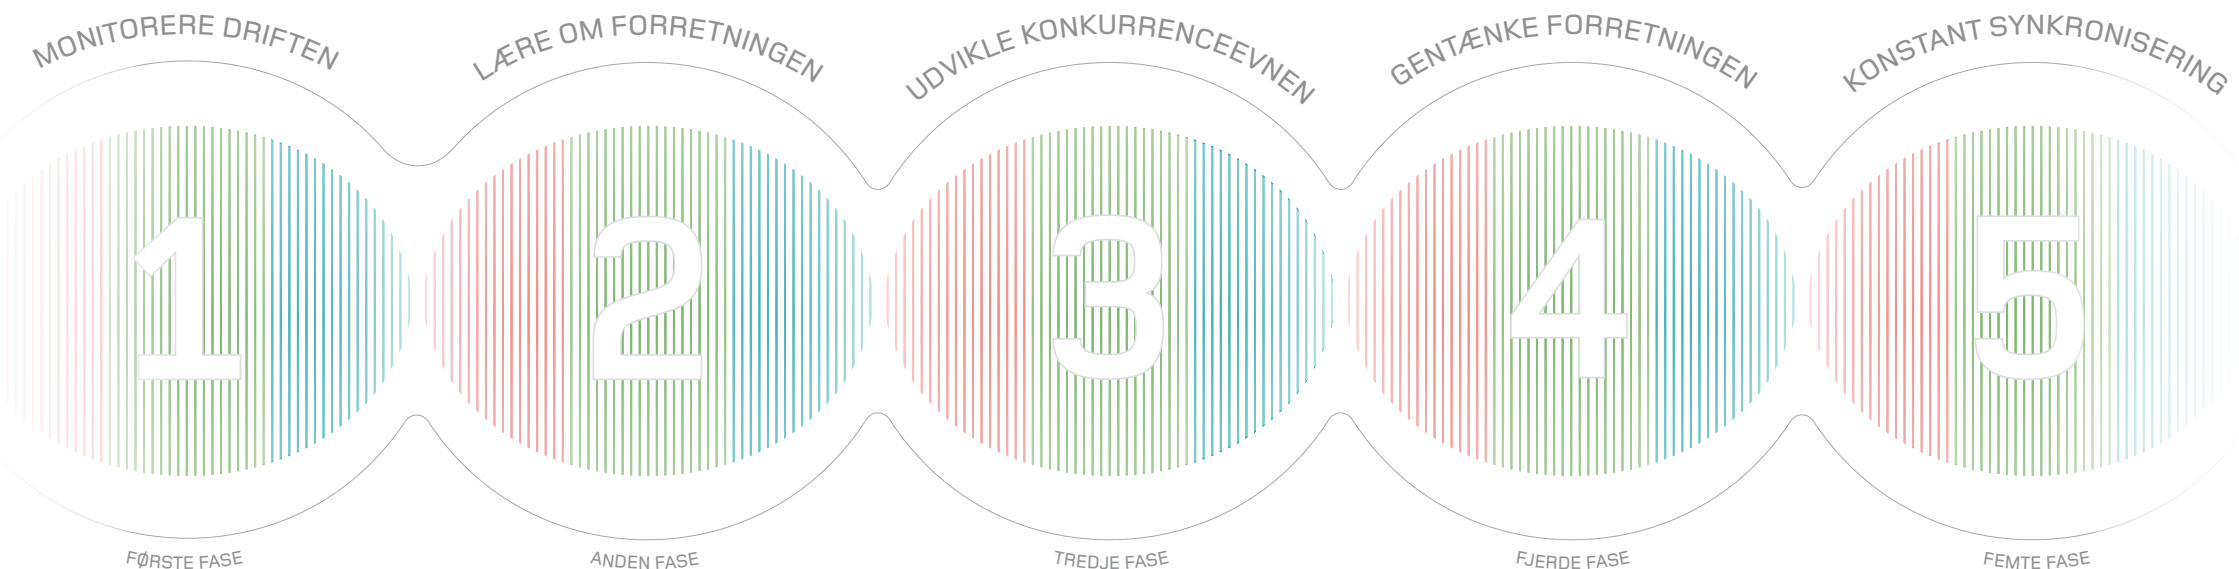 MONITORERE DRIFTEN
LÆRE OM FORRETNINGEN
UDVIKLE KONKURRENCEEVNEN
GENTÆNKE FORRETNINGEN
KONSTANT SYNKRONISERING
1
2
3
4
5
FØRSTE FASE
ANDEN FASE
TREDJE FASE
FJERDE FASE
FEMTE FASE